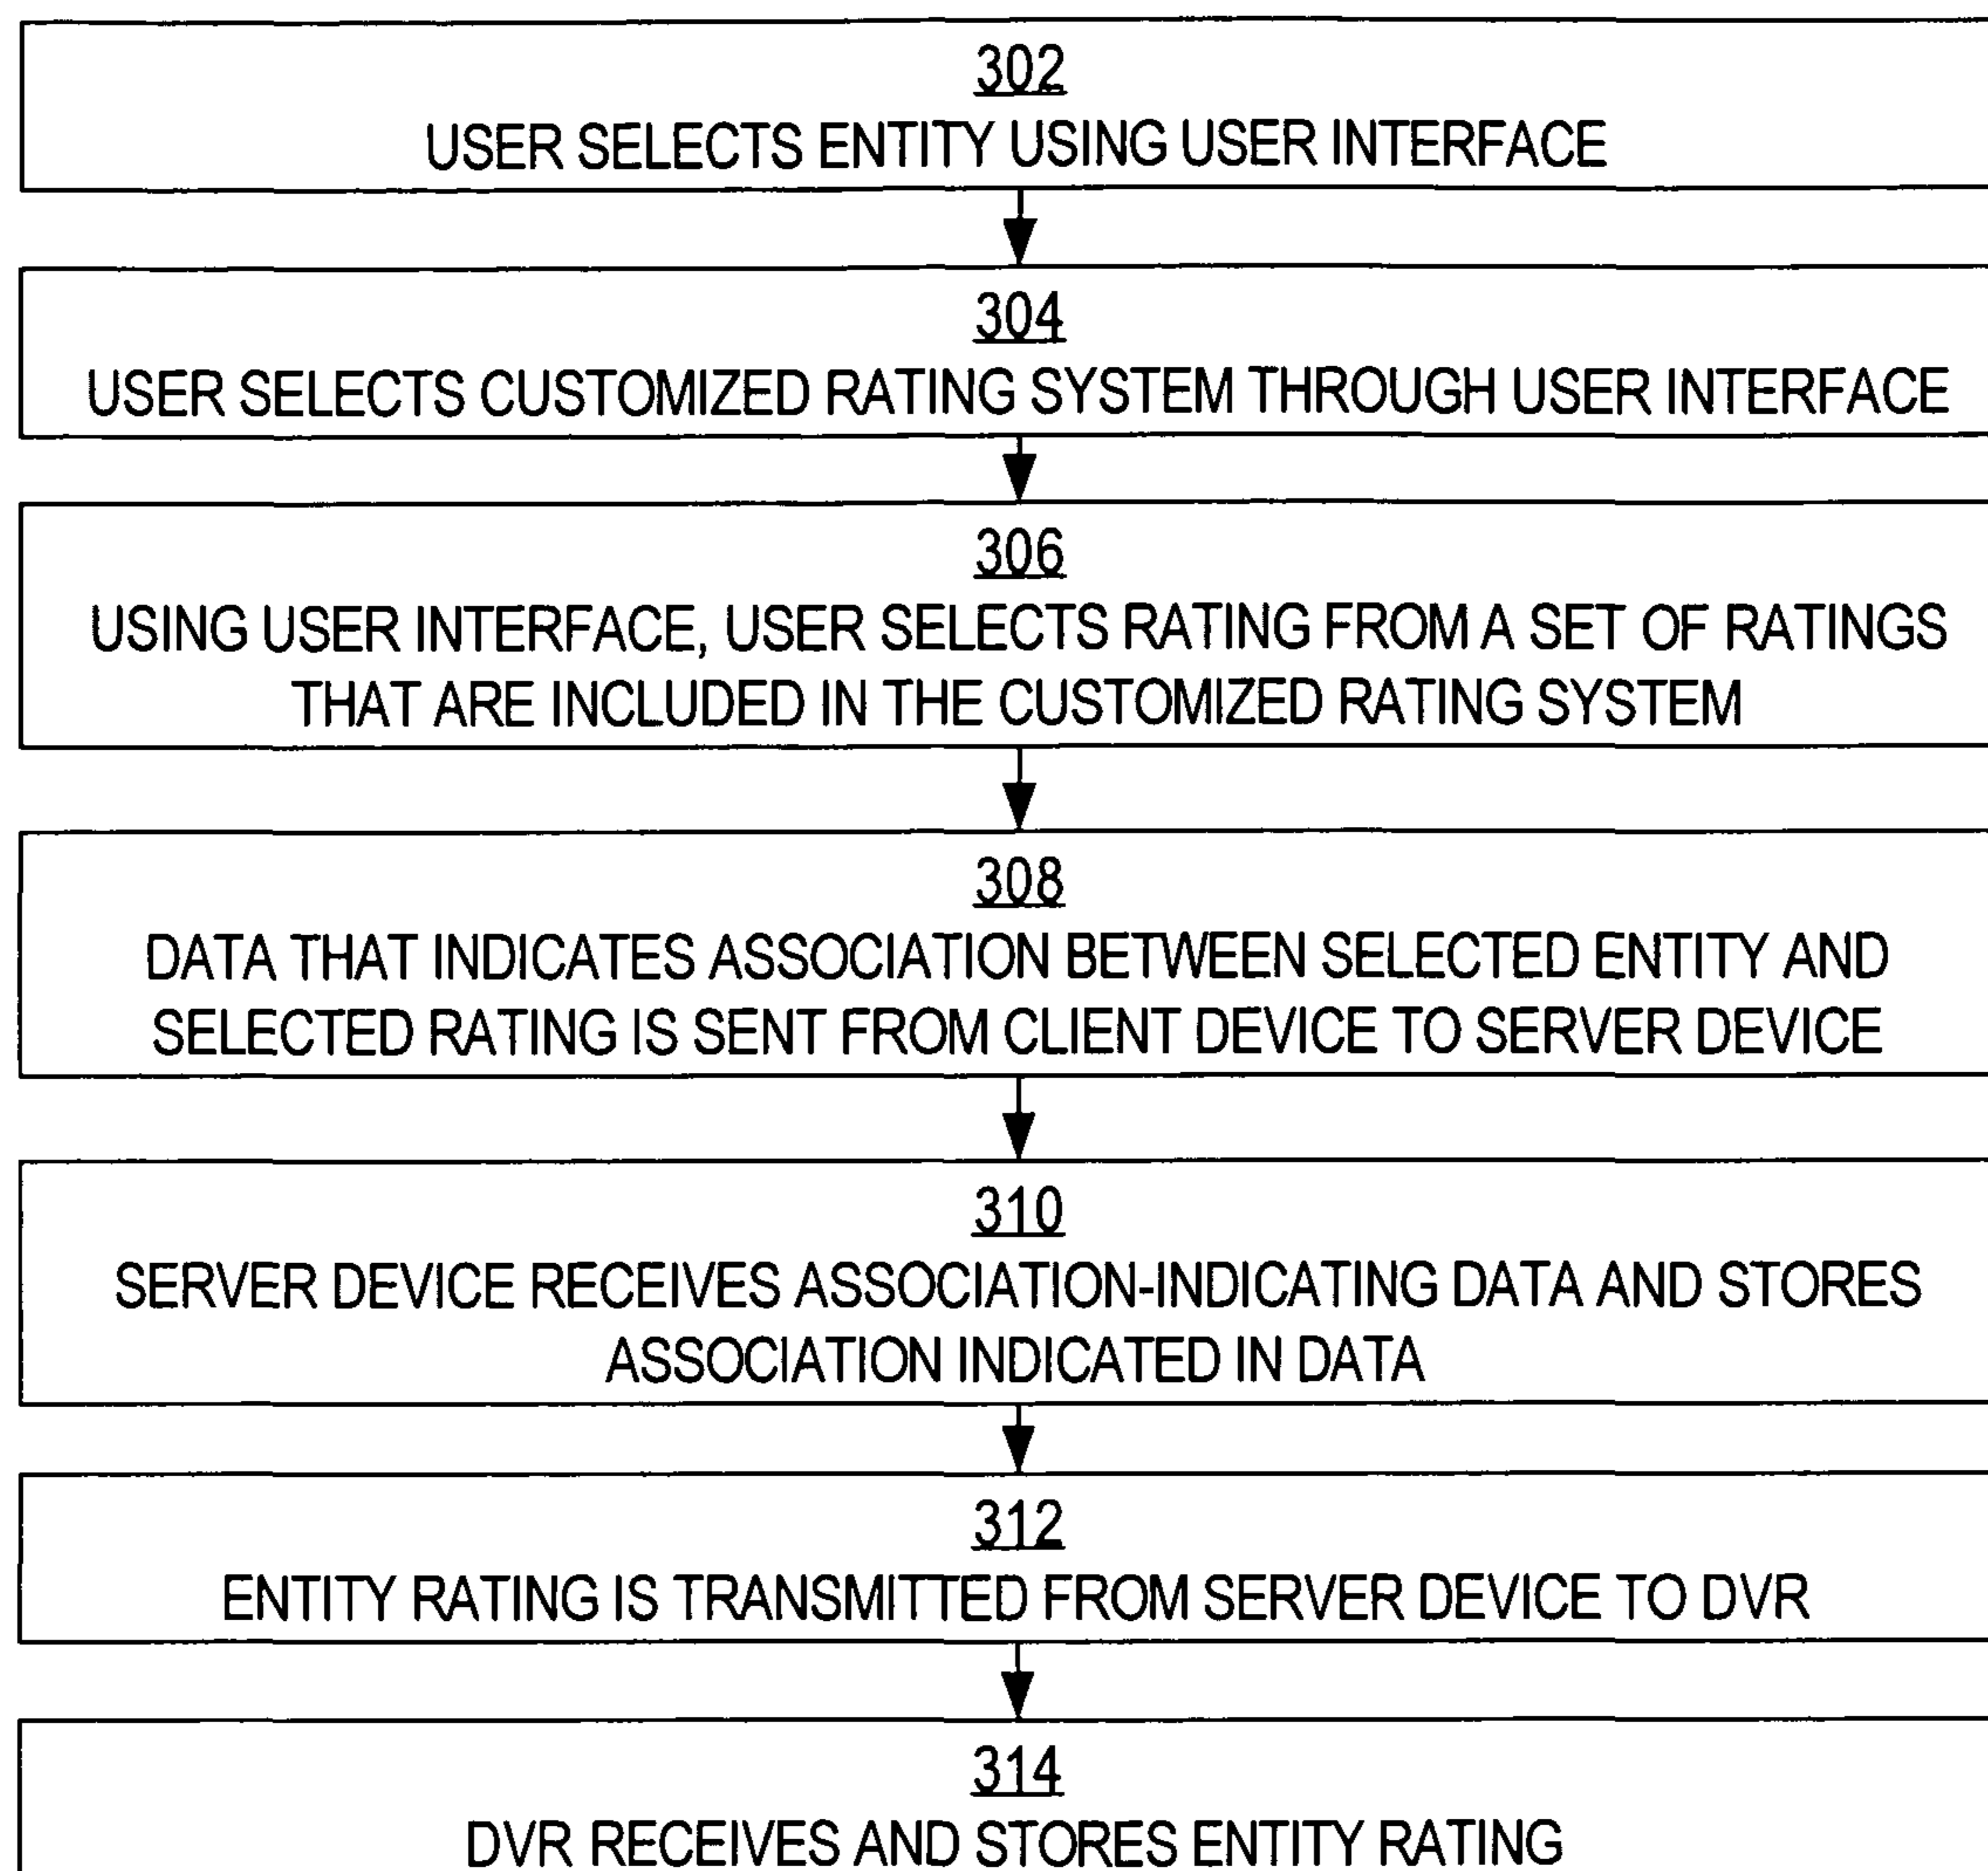 302
USER SELECTS ENTITY USING USER INTERFACE
304
USER SELECTS CUSTOMIZED RATING SYSTEM THROUGH USER INTERFACE
306
USING USER INTERFACE, USER SELECTS RATING FROM A SET OF RATINGS
THAT ARE INCLUDED IN THE CUSTOMIZED RATING SYSTEM
308
DATA THAT INDICATES ASSOCIATION BETWEEN SELECTED ENTITY AND
SELECTED RATING IS SENT FROM CLIENT DEVICE TO SERVER DEVICE
310
SERVER DEVICE RECEIVES ASSOCIATION-INDICATING DATA AND STORES
ASSOCIATION INDICATED IN DATA
312
ENTITY RATING IS TRANSMITTED FROM SERVER DEVICE TO DVR
314
DVR RECEIVES AND STORES ENTITY RATING